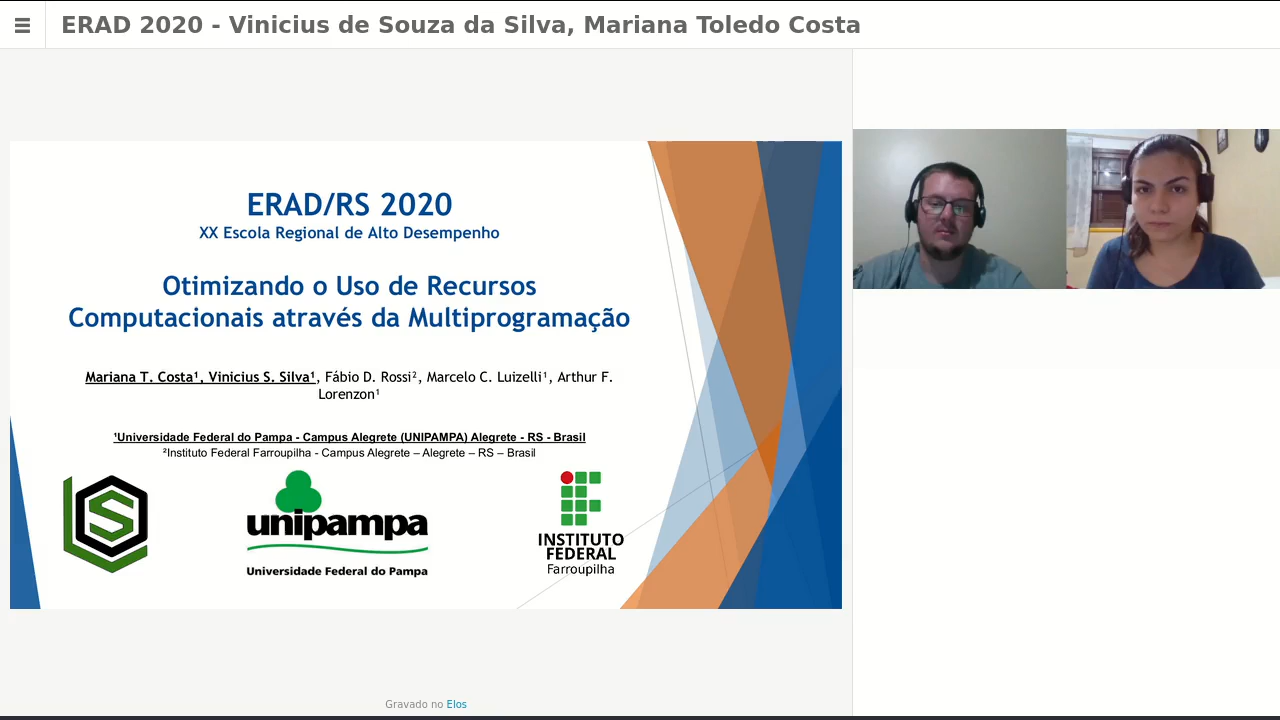 ERAD 2020 - Vinicius de Souza da Silva, Mariana Toledo Costa
ERAD/RS 2020
XX Escola Regional de Alto Desempenho
Otimizando o Uso de Recursos
Computacionais através da Multiprogramação
Mariana T. Costa¹, Vinicius S. Silva¹, Fábio D. Rossi², Marcelo C. Luizelli¹, Arthur F.
Lorenzon¹
¹Universidade Federal do Pampa - Campus Alegrete (UNIPAMPA) Alegrete - RS - Brasil
²Instituto Federal Farroupilha - Campus Alegrete – Alegrete – RS – Brasil
unipampa
Universidade Federal do Pampa
INSTITUTO
FEDERAL
Farroupilha
Gravado no Elos